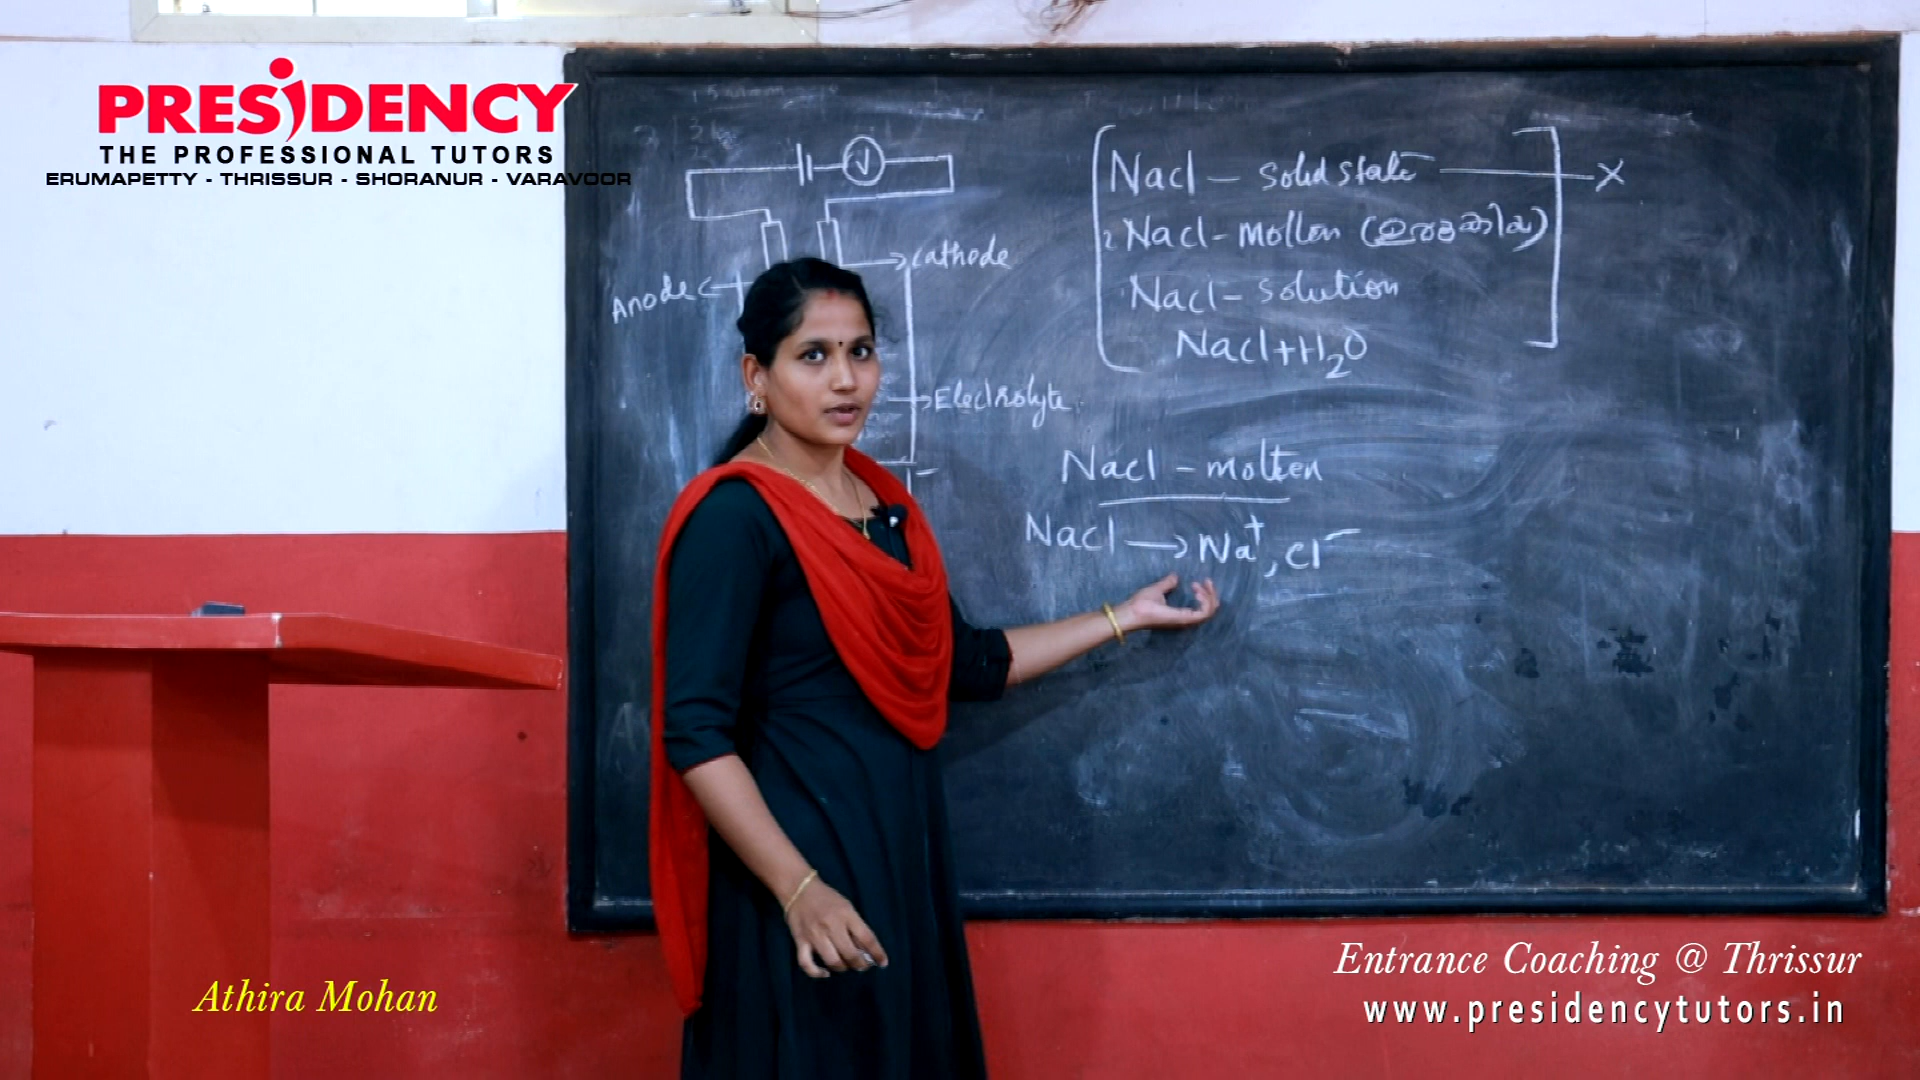 PRESIDENCY
THE PROFESSIONAL TUTORS
ERUMAPETTY - THRISSUR - SHORANUR - VARAVOOR
V
Anode
Cathode
Electrolyte
Nacl - Solid state X
2 Nacl - Molten (ഉരുകിയ)
Nacl - Solution
Nacl+H₂O
Nacl - molten
Nacl → Na⁺, cl⁻
Athira Mohan
Entrance Coaching @ Thrissur
www.presidencytutors.in